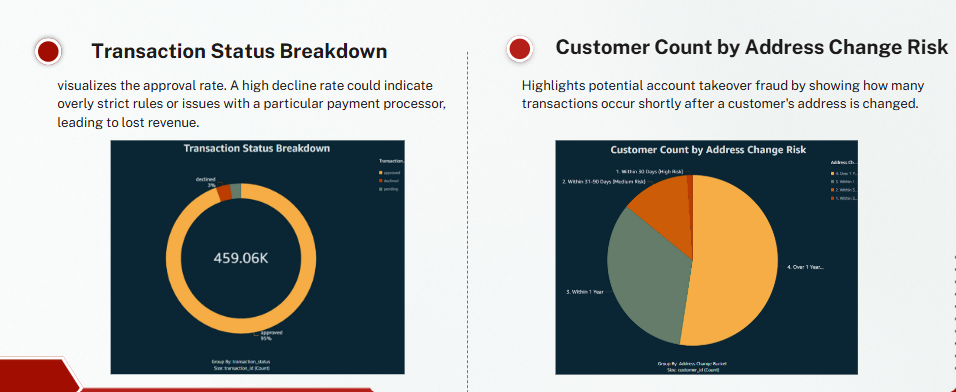 Transaction Status Breakdown
visualizes the approval rate. A high decline rate could indicate
overly strict rules or issues with a particular payment processor,
leading to lost revenue.
Transaction Status Breakdown
Transaction...
approved
declined
pending
declined
3%
459.06K
approved
95%
Group By: transaction_status
Size: transaction_id (Count)
Customer Count by Address Change Risk
Highlights potential account takeover fraud by showing how many
transactions occur shortly after a customer's address is changed.
Customer Count by Address Change Risk
Address Ch...
4. Over 1 Y...
3. Within 1 ...
2. Within 3...
1. Within 3...
1. Within 30 Days (High Risk)
2. Within 31-90 Days (Medium Risk)
4. Over 1 Year...
3. Within 1 Year
Group By: Address Change Bucket
Size: customer_id (Count)